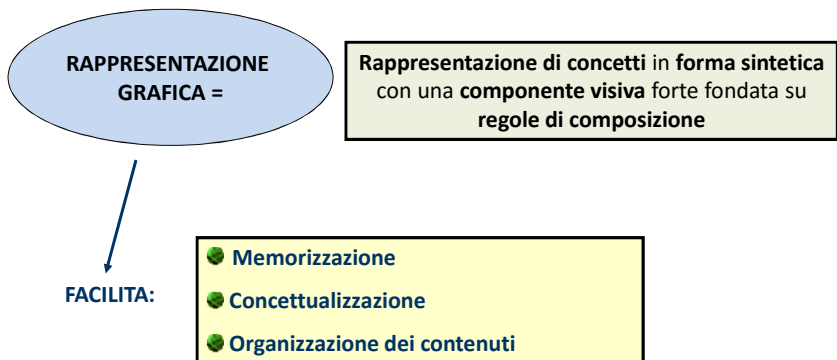 RAPPRESENTAZIONE
GRAFICA =
Rappresentazione di concetti in forma sintetica
con una componente visiva forte fondata su
regole di composizione
FACILITA:
Memorizzazione
Concettualizzazione
Organizzazione dei contenuti